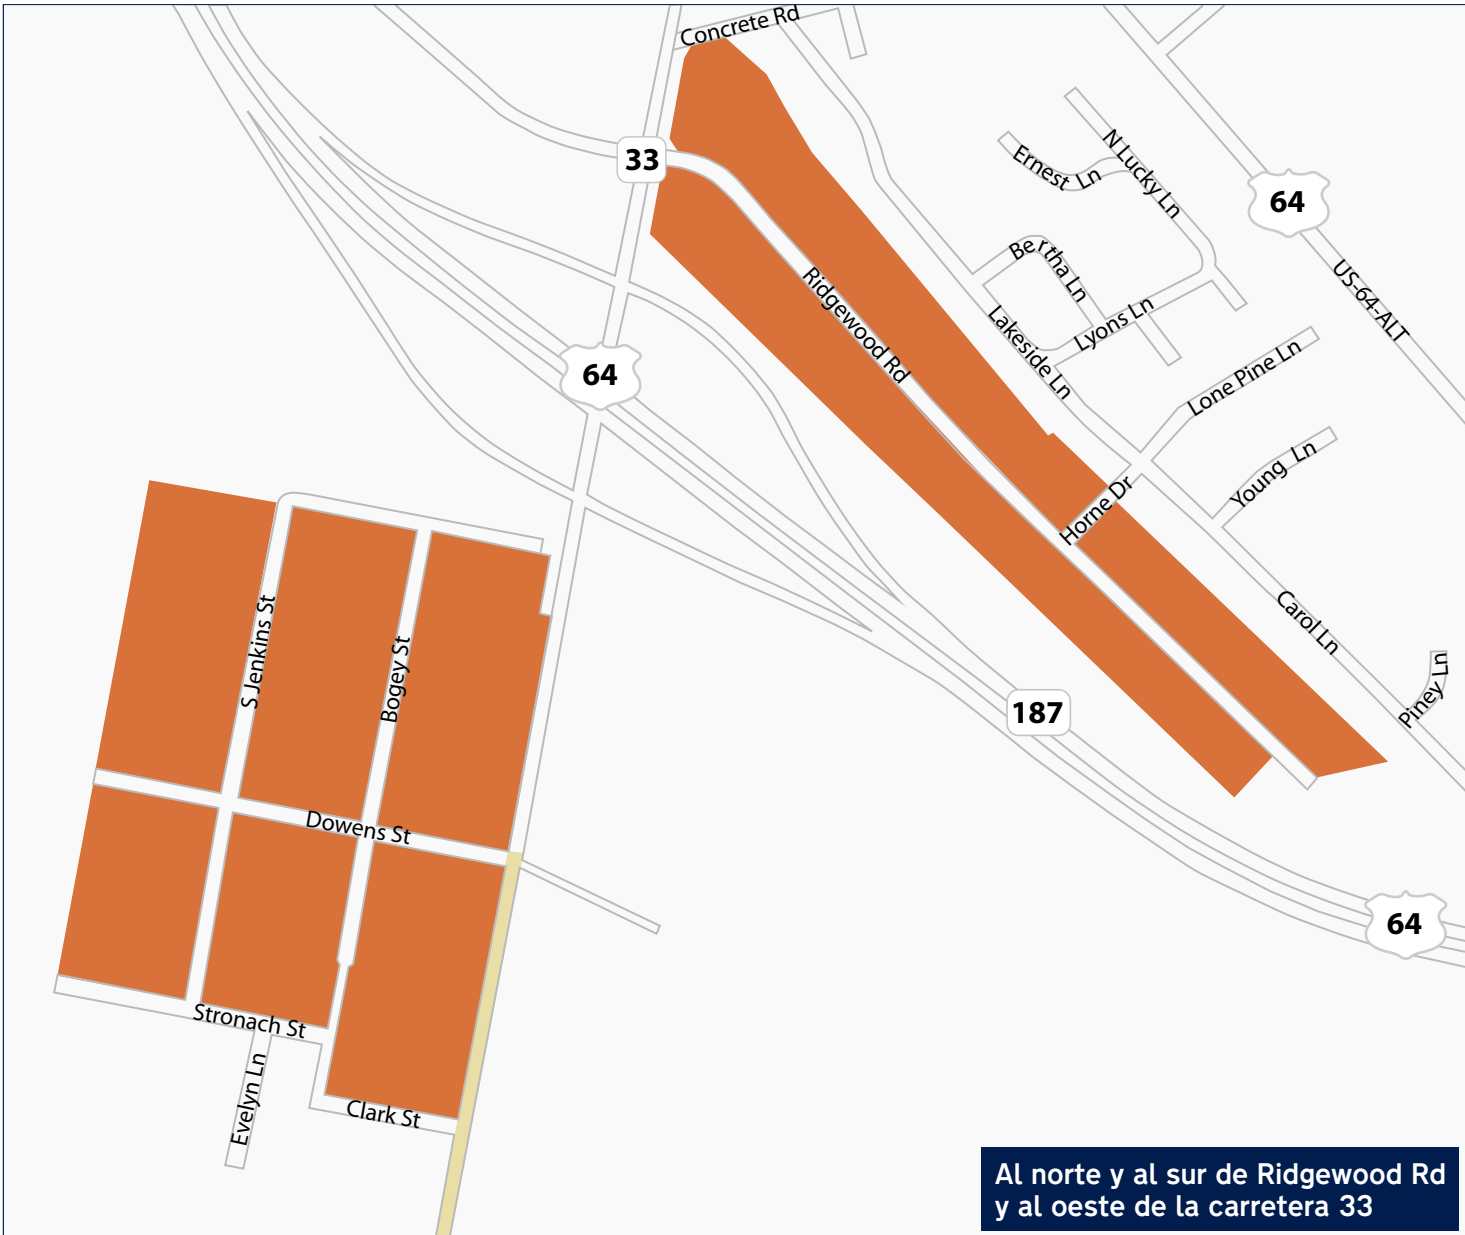 Concrete Rd
33
N Lucky Ln
Ernest Ln
64
Bertha Ln
US-64-ALT
Ridgewood Rd
Lakeside Ln
Lyons Ln
64
Lone Pine Ln
Young Ln
Horne Dr
S Jenkins St
Bogey St
Carol Ln
Piney Ln
187
Dowens St
64
Stronach St
Evelyn Ln
Clark St
Al norte y al sur de Ridgewood Rd
y al oeste de la carretera 33